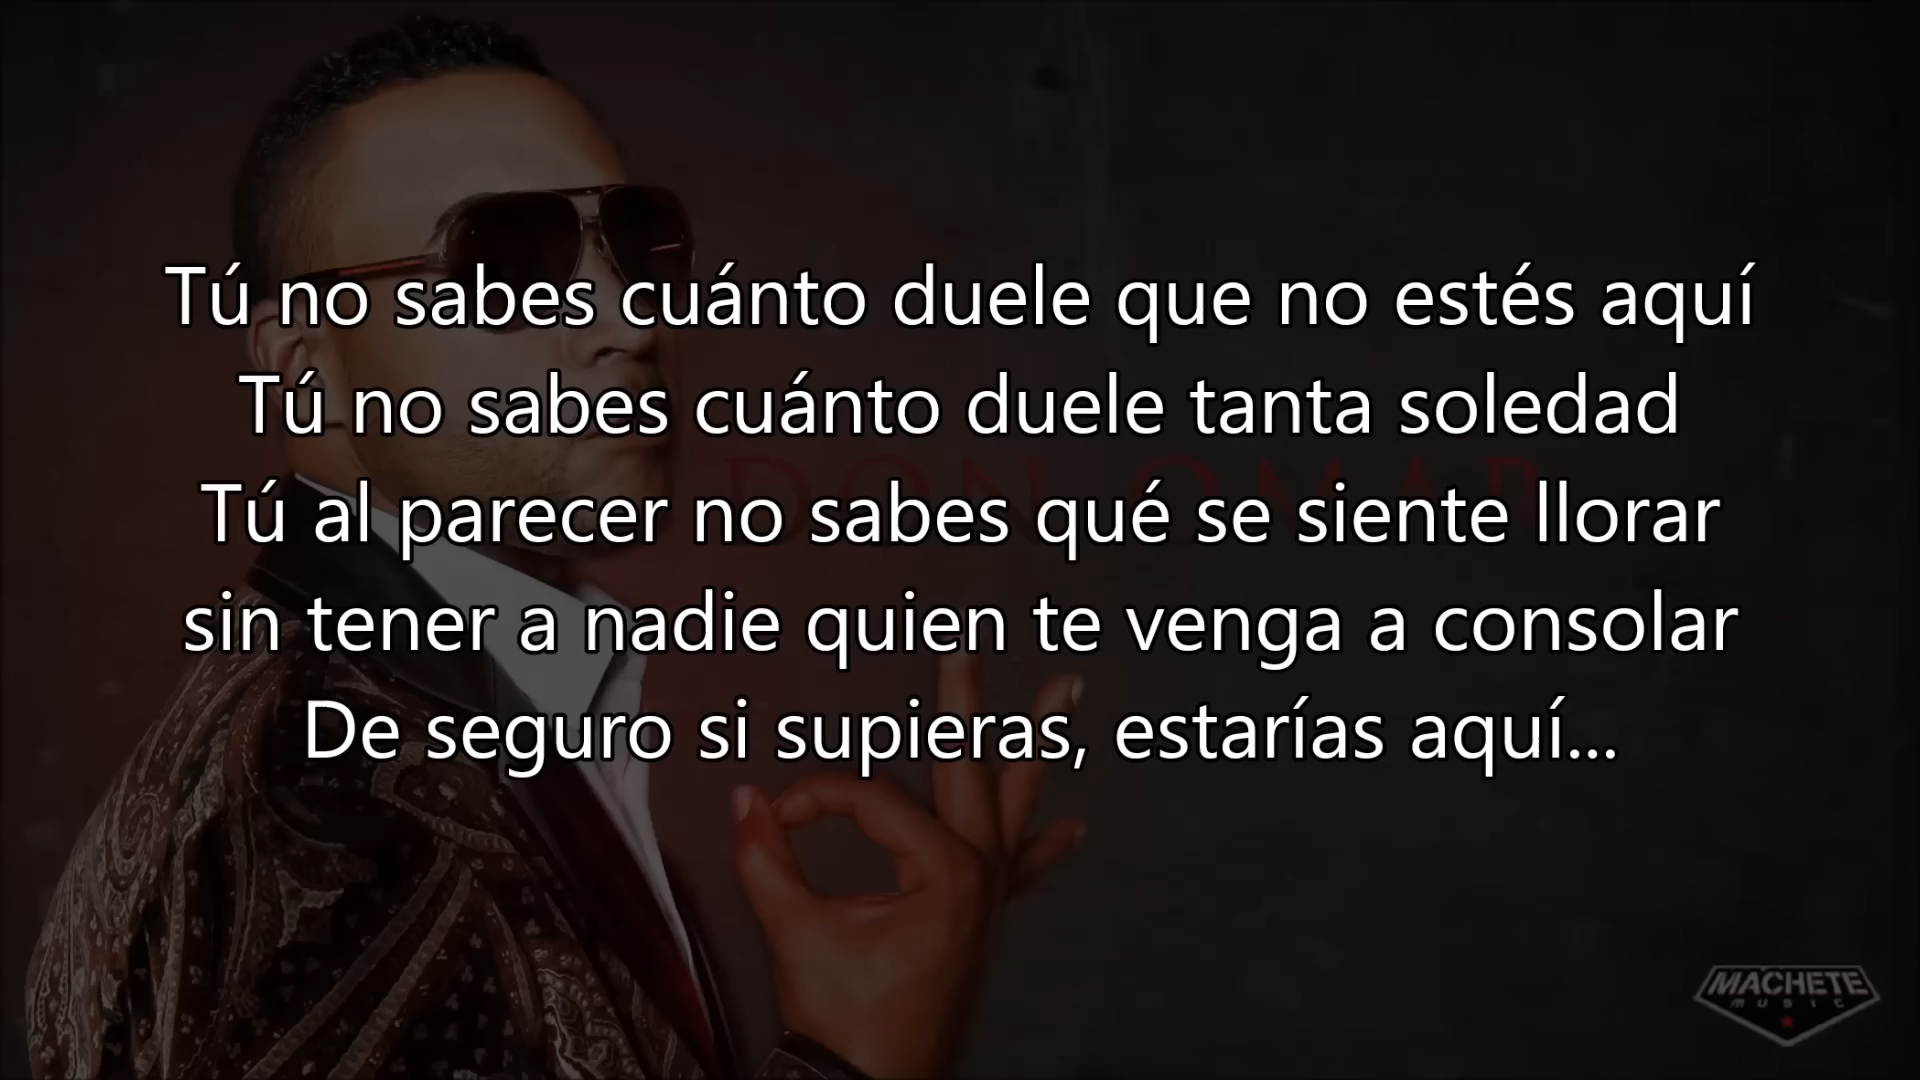 Tú no sabes cuánto duele que no estés aquí
Tú no sabes cuánto duele tanta soledad
DON OMAR
Tú al parecer no sabes qué se siente llorar
sin tener a nadie quien te venga a consolar
De seguro si supieras, estarías aquí...
MACHETE
MUSIC